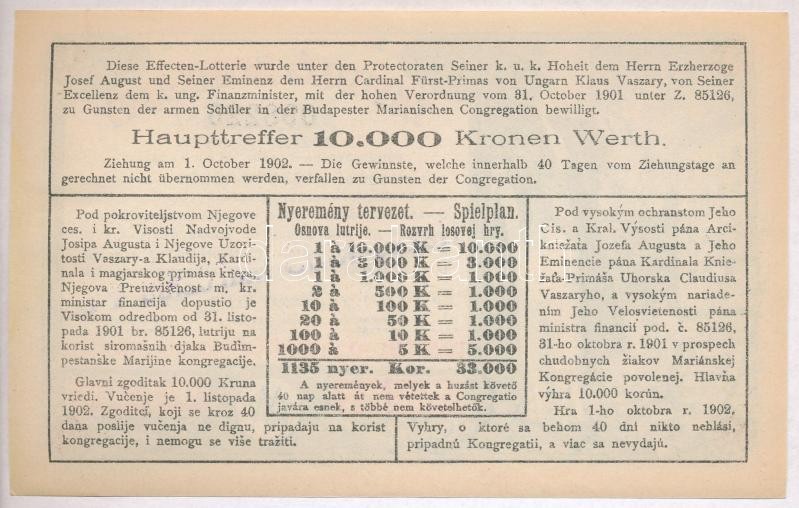 Diese Effecten-Lotterie wurde unter den Protectoraten Seiner k. u. k. Hoheit dem Herrn Erzherzoge
Josef August und Seiner Eminenz dem Herrn Cardinal Fürst-Primas von Ungarn Klaus Vaszary, von Seiner
Excellenz dem k. ung. Finanzminister, mit der hohen Verordnung vom 31. October 1901 unter Z. 85126,
zu Gunsten der armen Schüler in der Budapester Marianischen Congregation bewilligt.
Haupttreffer 10.000 Kronen Werth.
Ziehung am 1. October 1902. — Die Gewinnste, welche innerhalb 40 Tagen vom Ziehungstage an
gerechnet nicht übernommen werden, verfallen zu Gunsten der Congregation.
Pod pokroviteljstvom Njegove
ces. i kr. Visosti Nadvojvode
Josipa Augusta i Njegove Uzori-
tosti Vaszary-a Klaudija, Kardi-
nala i magjarskog primasa kneza.
Njegova Preuzvišenost m. kr.
ministar financija dopustio je
Visokom odredbom od 31. listo-
pada 1901 br. 85126, lutriju na
korist siromašnih djaka Budim-
pestanške Marijine kongregacije.
Glavni zgoditak 10.000 Kruna
vriedi. Vučenje je 1. listopada
1902. Zgoditci, koji se kroz 40
dana poslije vučenja ne dignu, pripadaju na korist
kongregacije, i nemogu se više tražiti.
Nyeremény tervezet. — Spielplan.
Osnova lutrije. — Rozvrh losovej hry.
1 à 10.000 K = 10.000
1 à 3 000 K = 3.000
1 à 1.000 K = 1.000
2 à 500 K = 1.000
10 à 100 K = 1.000
20 à 50 K = 1.000
100 à 10 K = 1.000
1000 à 5 K = 5.000
1135 nyer. Kor. 33.000
A nyeremények, melyek a huzást követő
40 nap alatt át nem vétettek a Congregatio
javára esnek, s többé nem követelhetők.
Pod vysokým ochranstom Jeho
Cis. a Kral. Výsosti pána Arci-
kniežata Jozefa Augusta a Jeho
Eminencie pána Kardinala Knie-
žaťa-Primáša Uhorska Claudiusa
Vaszaryho, a vysokým nariade-
ním Jeho Velosvietenosti pána
ministra financií pod. č. 85126,
31-ho oktobra r. 1901 v prospech
chudobnych žiakov Mariánskej
Kongregácie povolenej. Hlavňa
výhra 10.000 korún.
Hra 1-ho oktobra r. 1902.
Vyhry, o ktoré sa behom 40 dní nikto nehlási,
pripadnú Kongregatii, a viac sa nevydajú.